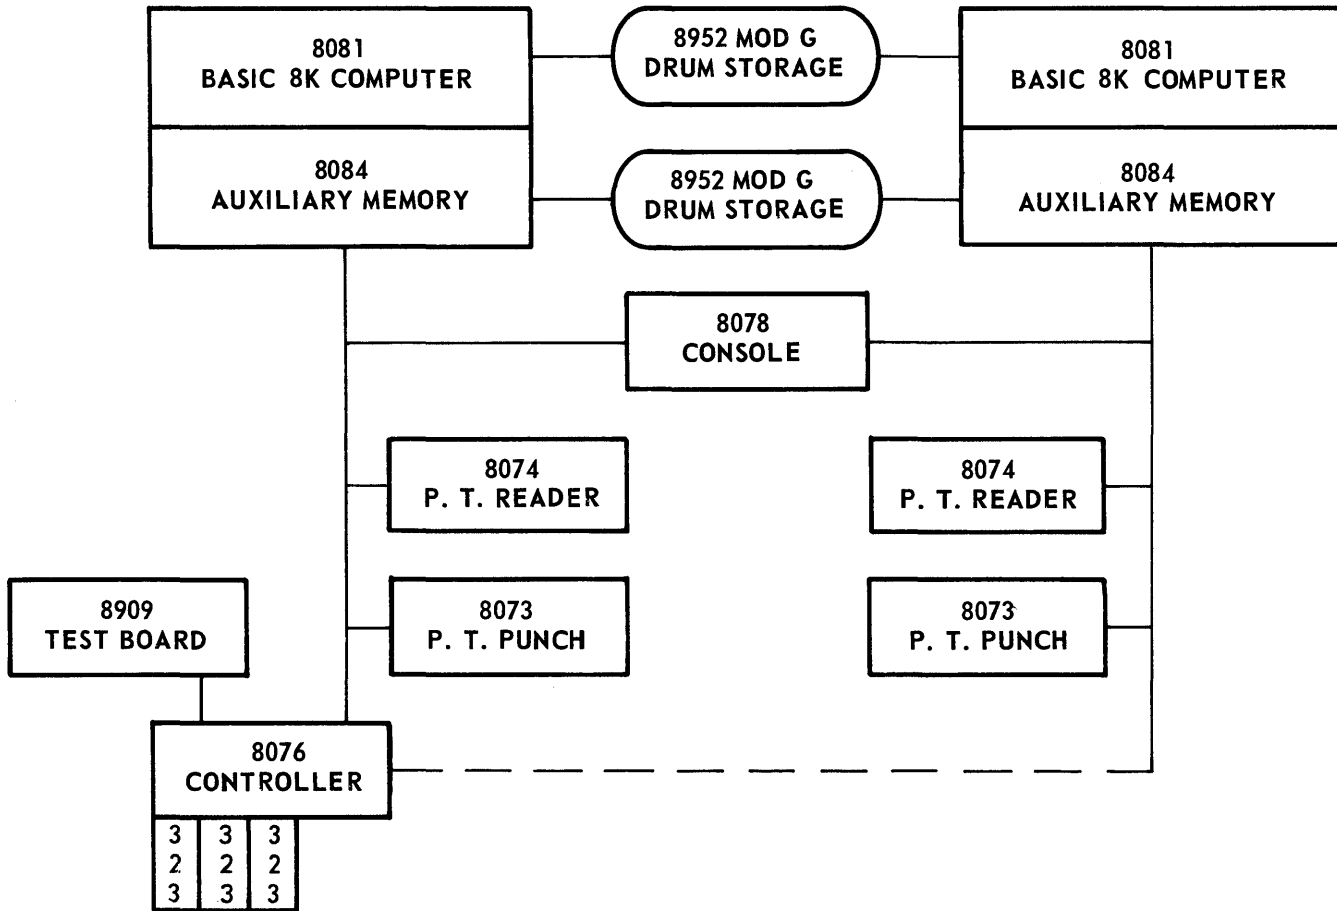 8081
BASIC 8K COMPUTER
8952 MOD G
DRUM STORAGE
8081
BASIC 8K COMPUTER
8084
AUXILIARY MEMORY
8952 MOD G
DRUM STORAGE
8084
AUXILIARY MEMORY
8078
CONSOLE
8074
P. T. READER
8074
P. T. READER
8909
TEST BOARD
8073
P. T. PUNCH
8073
P. T. PUNCH
8076
CONTROLLER
3 3 3
2 2 2
3 3 3